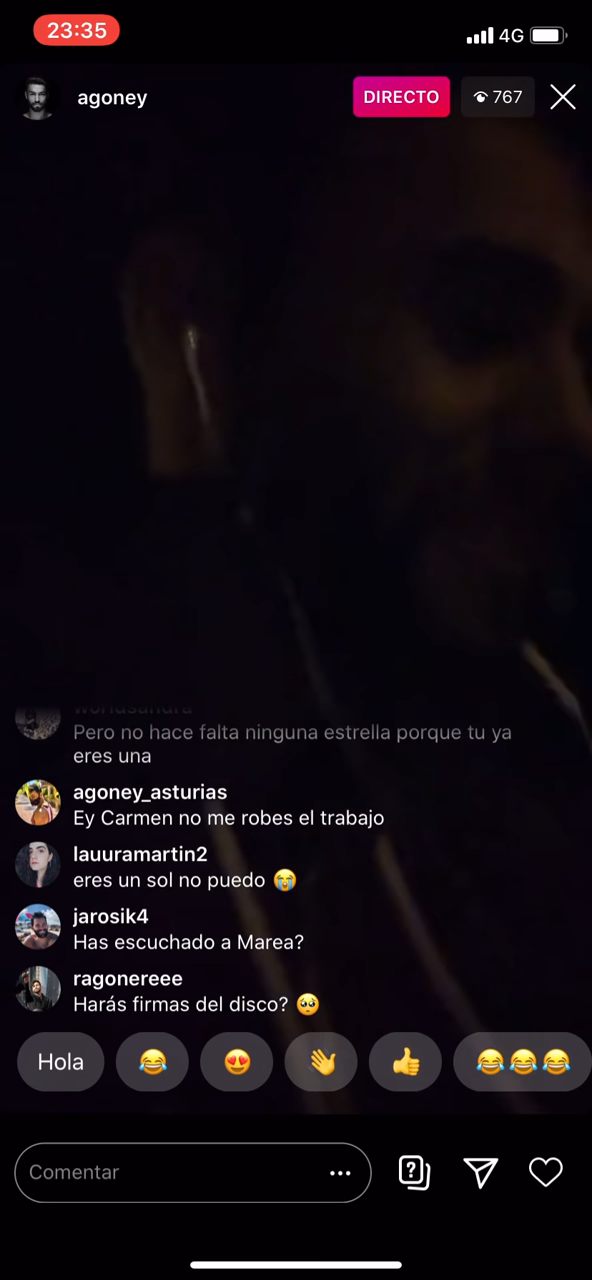 23:35
4G
agoney
DIRECTO
767
worldsandra
Pero no hace falta ninguna estrella porque tu ya
eres una
agoney_asturias
Ey Carmen no me robes el trabajo
lauuramartin2
eres un sol no puedo 😭
jarosik4
Has escuchado a Marea?
ragonereee
Harás firmas del disco? 🥺
Hola
Comentar